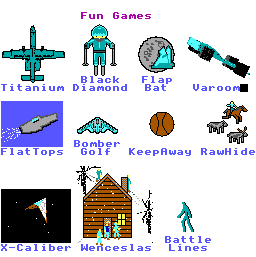 Fun Games
Titanium
Black
Diamond
Flap
Bat
Varoom
FlatTops
Bomber
Golf
KeepAway
RawHide
X-Caliber
Wenceslas
Battle
Lines